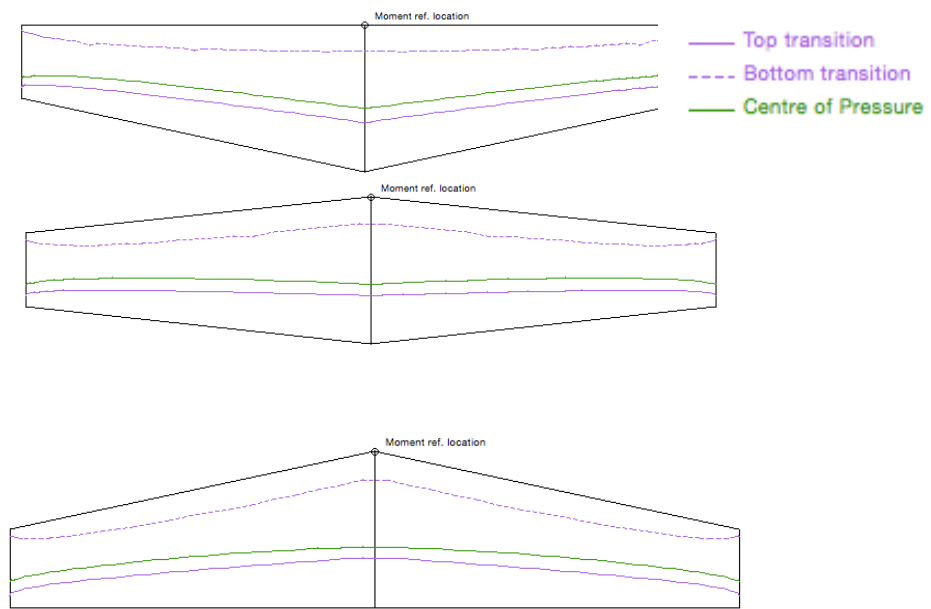 Moment ref. location
Top transition
Bottom transition
Centre of Pressure
Moment ref. location
Moment ref. location